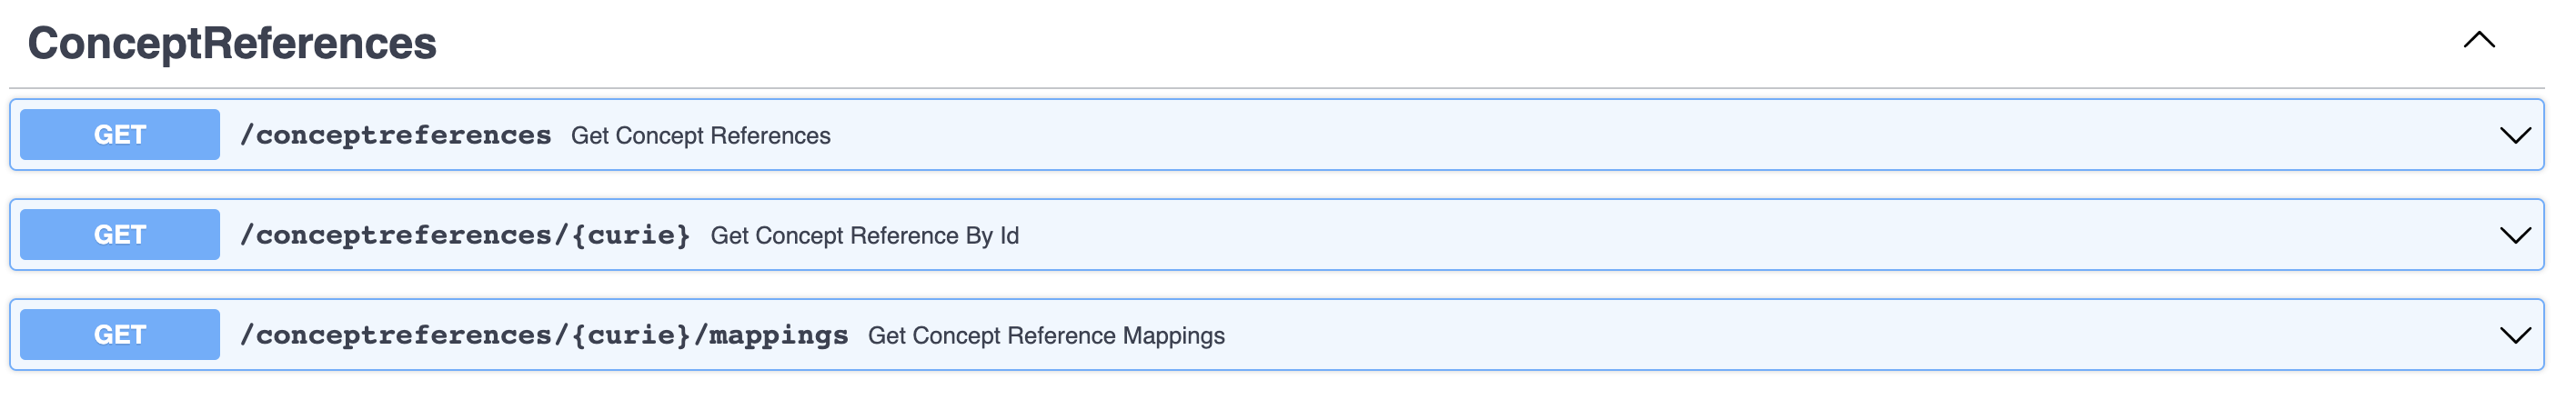 ConceptReferences
GET /conceptreferences Get Concept References
GET /conceptreferences/{curie} Get Concept Reference By Id
GET /conceptreferences/{curie}/mappings Get Concept Reference Mappings